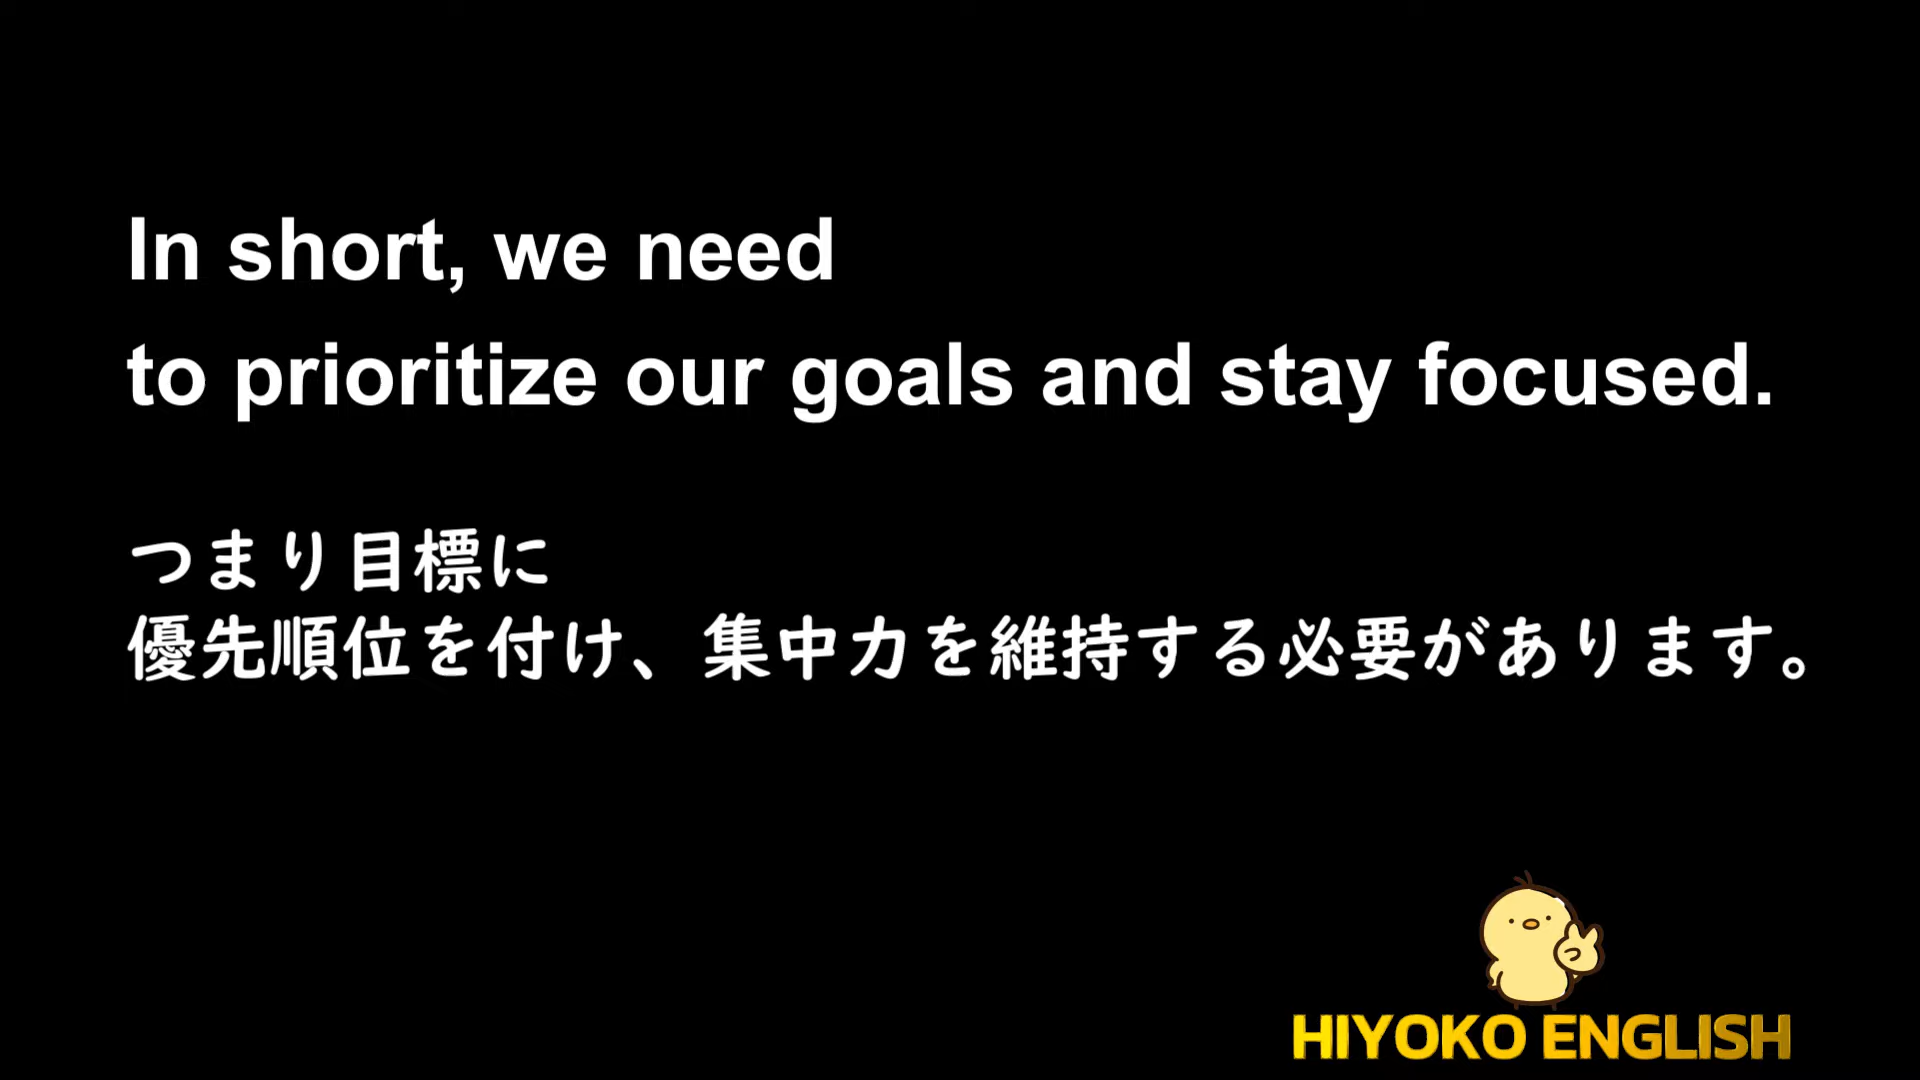 In short, we need
to prioritize our goals and stay focused.
つまり目標に
優先順位を付け、集中力を維持する必要があります。
HIYOKO ENGLISH